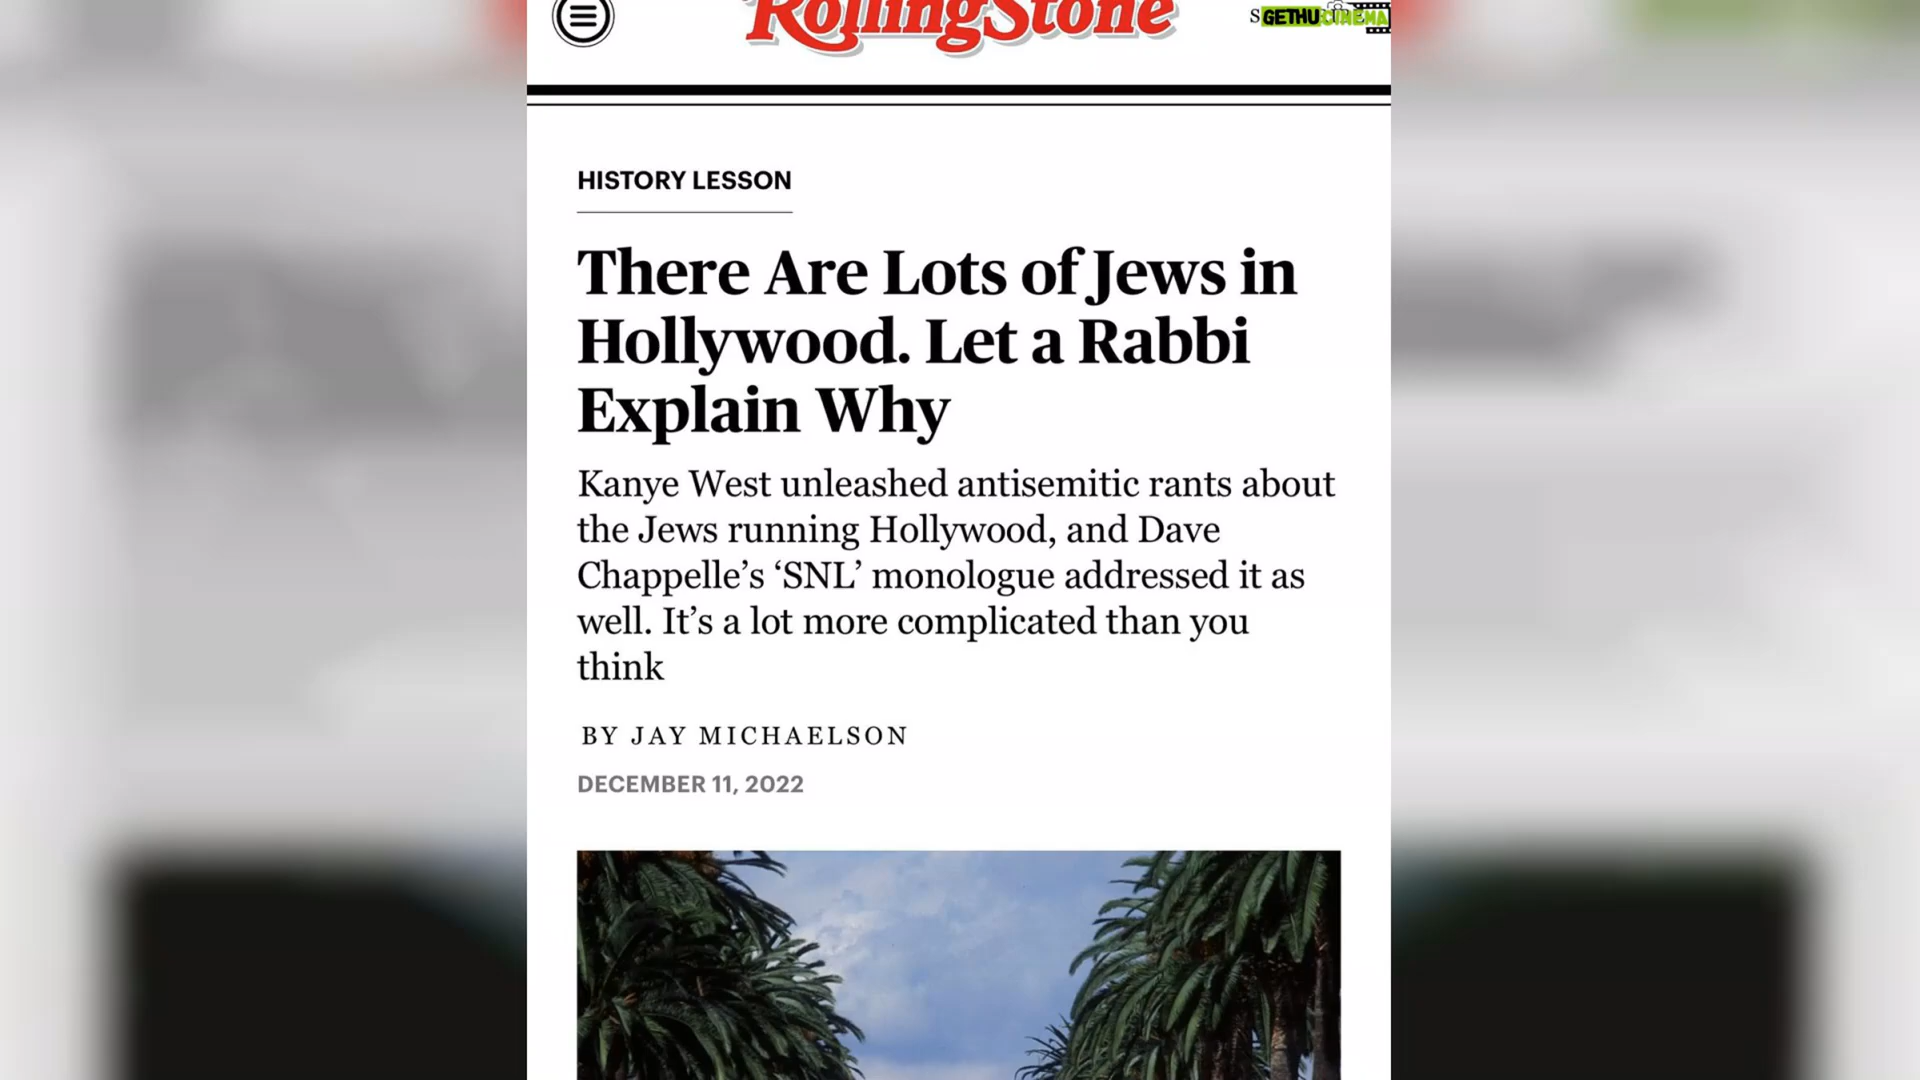 RollingStone
GETHUCINEMA
HISTORY LESSON
There Are Lots of Jews in
Hollywood. Let a Rabbi
Explain Why
Kanye West unleashed antisemitic rants about
the Jews running Hollywood, and Dave
Chappelle’s ‘SNL’ monologue addressed it as
well. It’s a lot more complicated than you
think
BY JAY MICHAELSON
DECEMBER 11, 2022